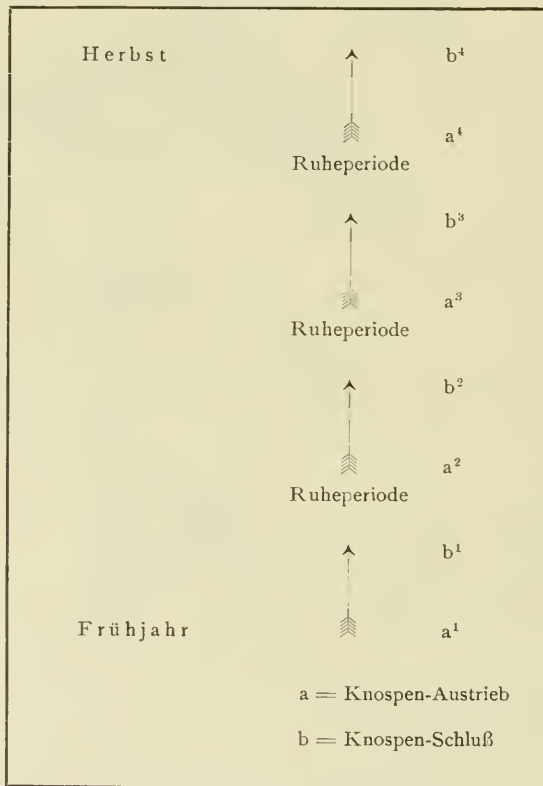 Herbst b⁴
a⁴
Ruheperiode
b³
a³
Ruheperiode
b²
a²
Ruheperiode
b¹
Frühjahr a¹
a = Knospen-Austrieb
b = Knospen-Schluß